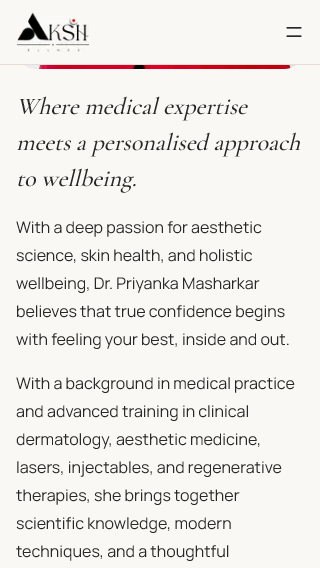 AKSH
CLINIC
Where medical expertise
meets a personalised approach
to wellbeing.
With a deep passion for aesthetic
science, skin health, and holistic
wellbeing, Dr. Priyanka Masharkar
believes that true confidence begins
with feeling your best, inside and out.
With a background in medical practice
and advanced training in clinical
dermatology, aesthetic medicine,
lasers, injectables, and regenerative
therapies, she brings together
scientific knowledge, modern
techniques, and a thoughtful